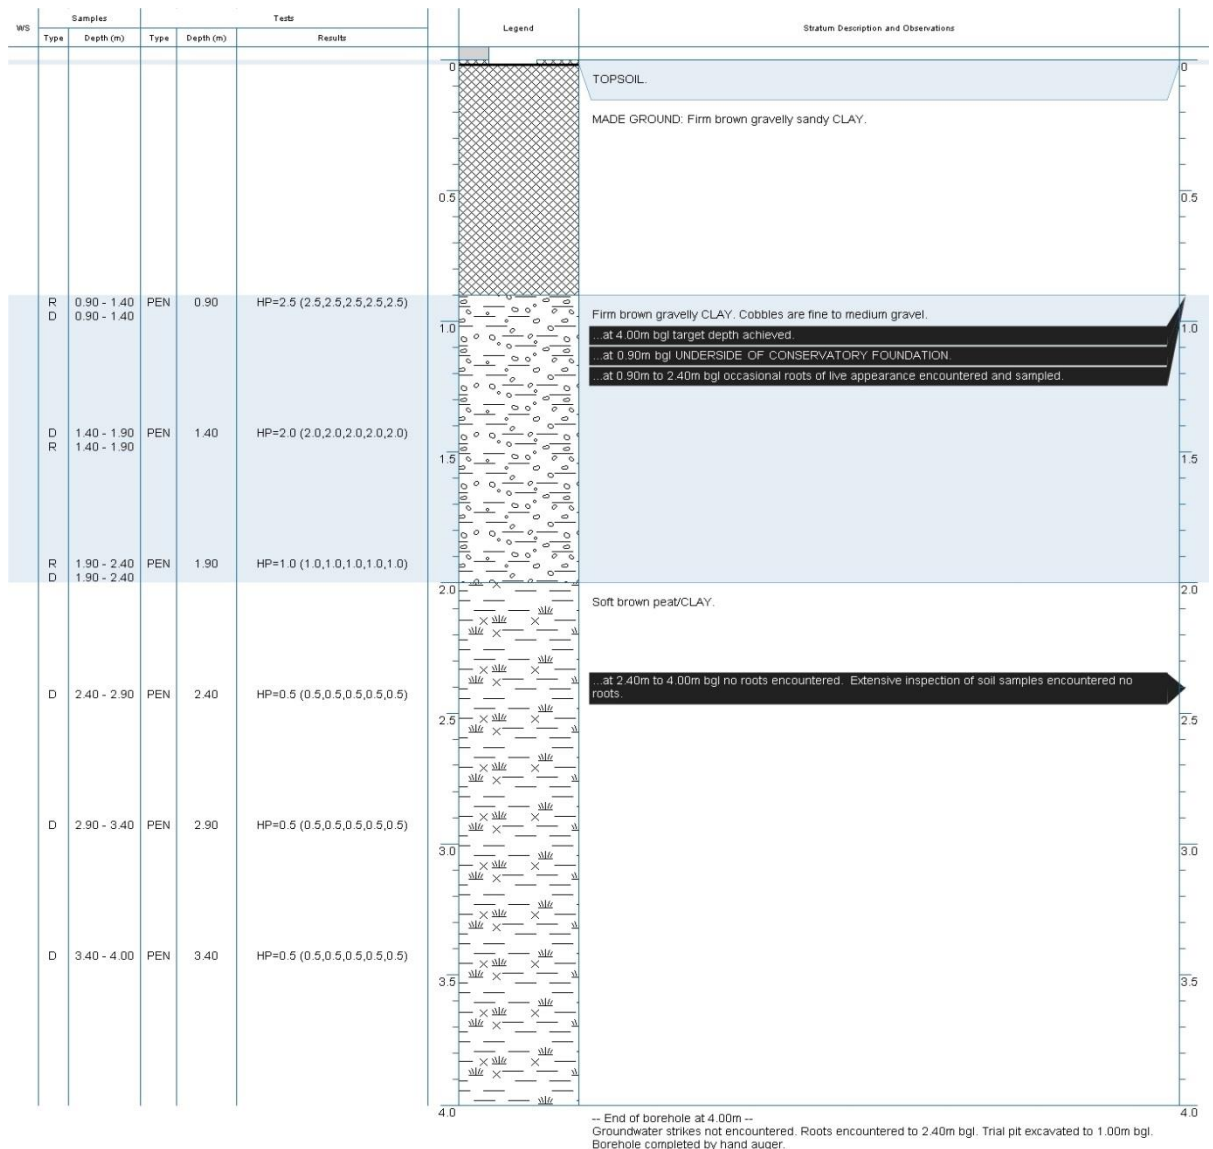 Samples Tests
WS Legend Stratum Description and Observations
Type Depth (m) Type Depth (m) Results
0 0
TOPSOIL.
MADE GROUND: Firm brown gravelly sandy CLAY.
0.5 0.5
R 0.90 - 1.40 PEN 0.90 HP=2.5 (2.5,2.5,2.5,2.5,2.5)
D 0.90 - 1.40
Firm brown gravelly CLAY. Cobbles are fine to medium gravel.
1.0 1.0
...at 4.00m bgl target depth achieved.
...at 0.90m bgl UNDERSIDE OF CONSERVATORY FOUNDATION.
...at 0.90m to 2.40m bgl occasional roots of live appearance encountered and sampled.
D 1.40 - 1.90 PEN 1.40 HP=2.0 (2.0,2.0,2.0,2.0,2.0)
R 1.40 - 1.90
1.5 1.5
R 1.90 - 2.40 PEN 1.90 HP=1.0 (1.0,1.0,1.0,1.0,1.0)
D 1.90 - 2.40
2.0 2.0
Soft brown peat/CLAY.
...at 2.40m to 4.00m bgl no roots encountered. Extensive inspection of soil samples encountered no
roots.
D 2.40 - 2.90 PEN 2.40 HP=0.5 (0.5,0.5,0.5,0.5,0.5)
2.5 2.5
D 2.90 - 3.40 PEN 2.90 HP=0.5 (0.5,0.5,0.5,0.5,0.5)
3.0 3.0
D 3.40 - 4.00 PEN 3.40 HP=0.5 (0.5,0.5,0.5,0.5,0.5)
3.5 3.5
4.0 4.0
-- End of borehole at 4.00m --
Groundwater strikes not encountered. Roots encountered to 2.40m bgl. Trial pit excavated to 1.00m bgl.
Borehole completed by hand auger.